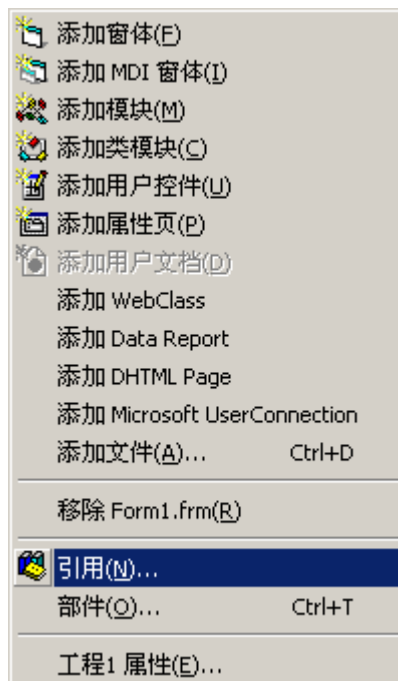 添加窗体(F)
添加 MDI 窗体(I)
添加模块(M)
添加类模块(C)
添加用户控件(U)
添加属性页(P)
添加用户文档(D)
添加 WebClass
添加 Data Report
添加 DHTML Page
添加 Microsoft UserConnection
添加文件(A)... Ctrl+D
移除 Form1.frm(R)
引用(N)...
部件(O)... Ctrl+T
工程1 属性(E)...